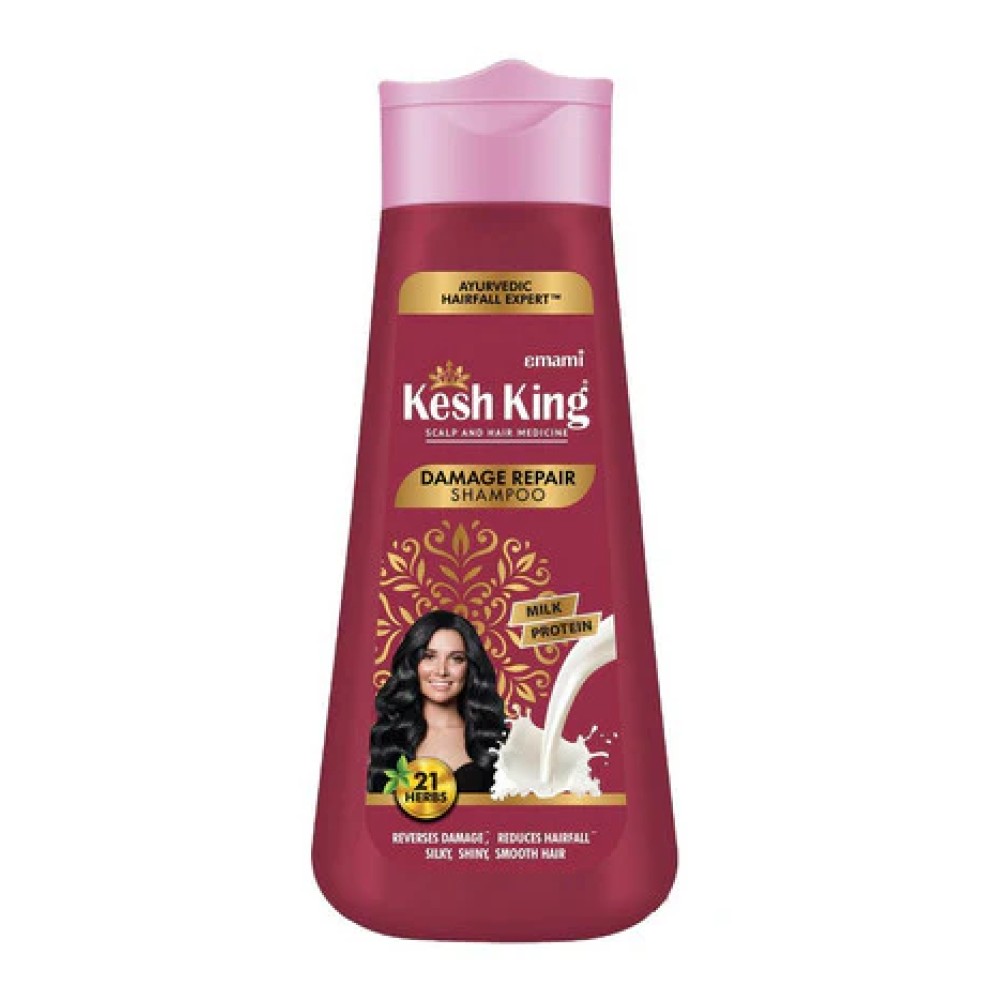 AYURVEDIC
HAIRFALL EXPERT™
emami
Kesh King®
SCALP AND HAIR MEDICINE
DAMAGE REPAIR
SHAMPOO
MILK
PROTEIN
21
HERBS
REVERSES DAMAGE*, REDUCES HAIRFALL**
SILKY, SHINY, SMOOTH HAIR